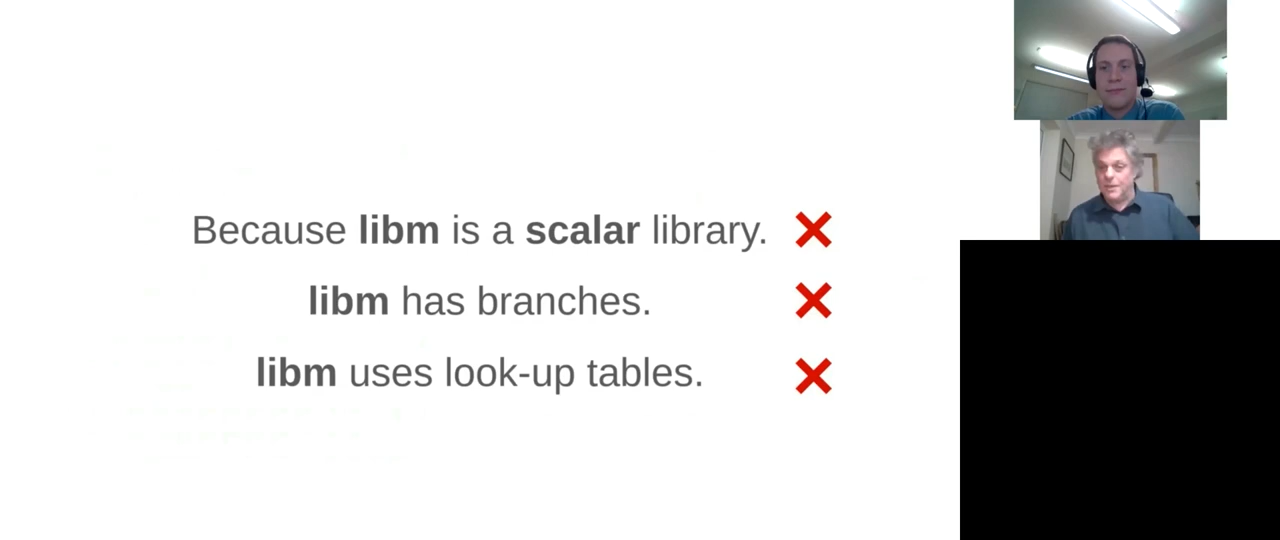 Because libm is a scalar library.
libm has branches.
libm uses look-up tables.